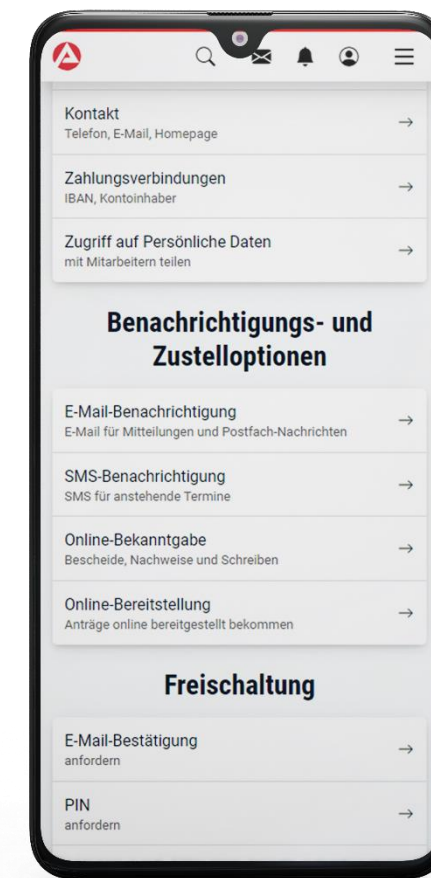 Kontakt
Telefon, E-Mail, Homepage
Zahlungsverbindungen
IBAN, Kontoinhaber
Zugriff auf Persönliche Daten
mit Mitarbeitern teilen
Benachrichtigungs- und
Zustelloptionen
E-Mail-Benachrichtigung
E-Mail für Mitteilungen und Postfach-Nachrichten
SMS-Benachrichtigung
SMS für anstehende Termine
Online-Bekanntgabe
Bescheide, Nachweise und Schreiben
Online-Bereitstellung
Anträge online bereitgestellt bekommen
Freischaltung
E-Mail-Bestätigung
anfordern
PIN
anfordern